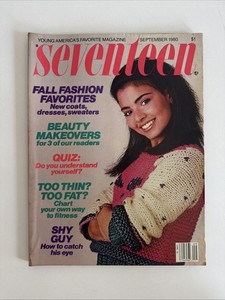 YOUNG AMERICA'S FAVORITE MAGAZINE SEPTEMBER 1980 $1
seventeen
FALL FASHION
FAVORITES
New coats,
dresses, sweaters
BEAUTY
MAKEOVERS
for 3 of our readers
QUIZ:
Do you understand
yourself?
TOO THIN?
TOO FAT?
Chart
your own way
to fitness
SHY
GUY
How to catch
his eye